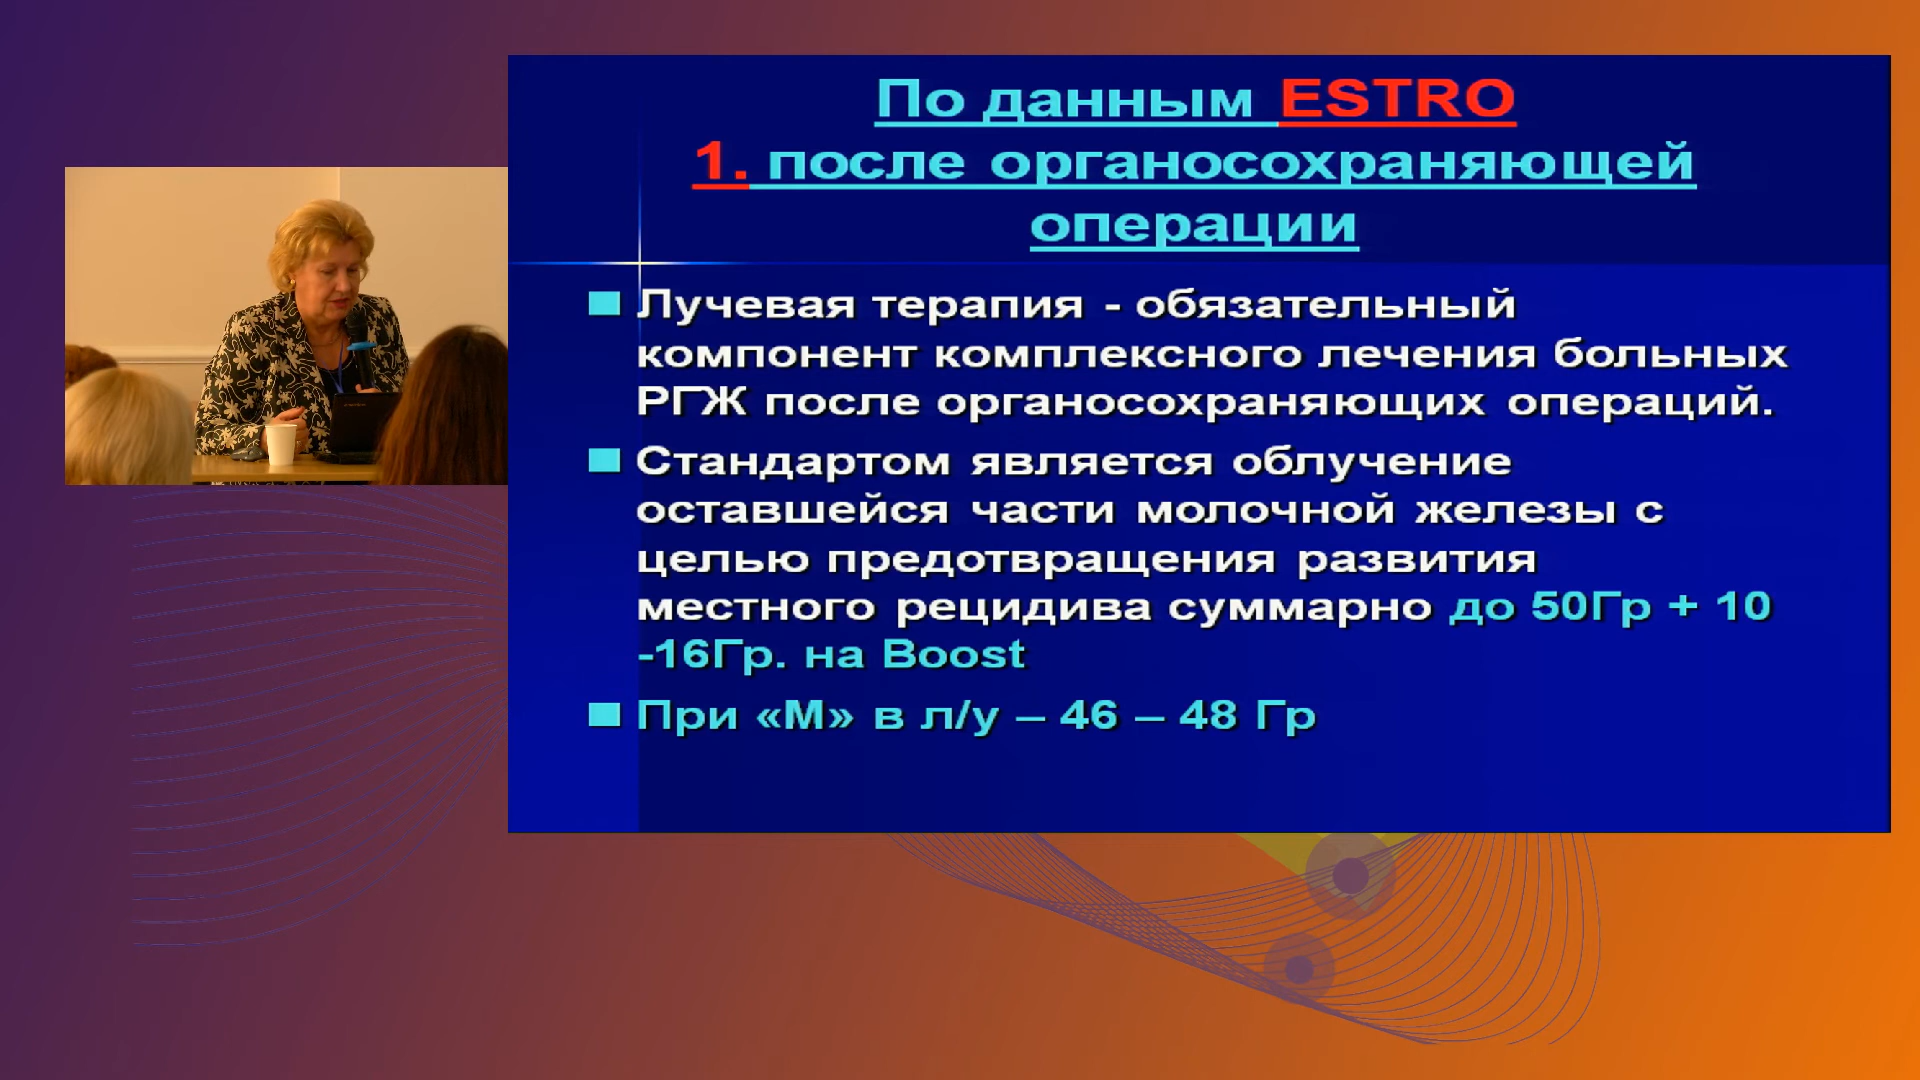 По данным ESTRO
1. после органосохраняющей
операции
Лучевая терапия - обязательный
компонент комплексного лечения больных
РГЖ после органосохраняющих операций.
Стандартом является облучение
оставшейся части молочной железы с
целью предотвращения развития
местного рецидива суммарно до 50Гр + 10
-16Гр. на Boost
При «М» в л/у – 46 – 48 Гр